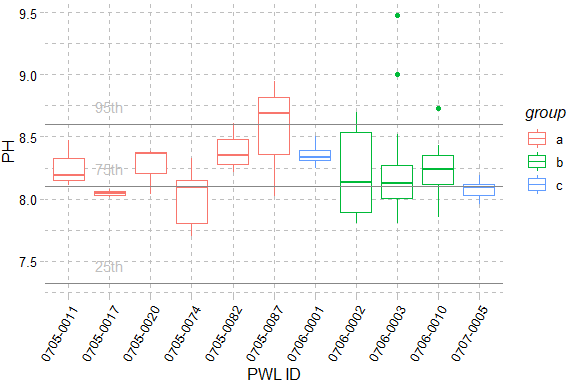 9.5
9.0
8.5
8.0
7.5
PH
95th
75th
25th
0705-0011
0705-0017
0705-0020
0705-0074
0705-0082
0705-0087
0706-0001
0706-0002
0706-0003
0706-0010
0707-0005
PWL ID
group
a
b
c